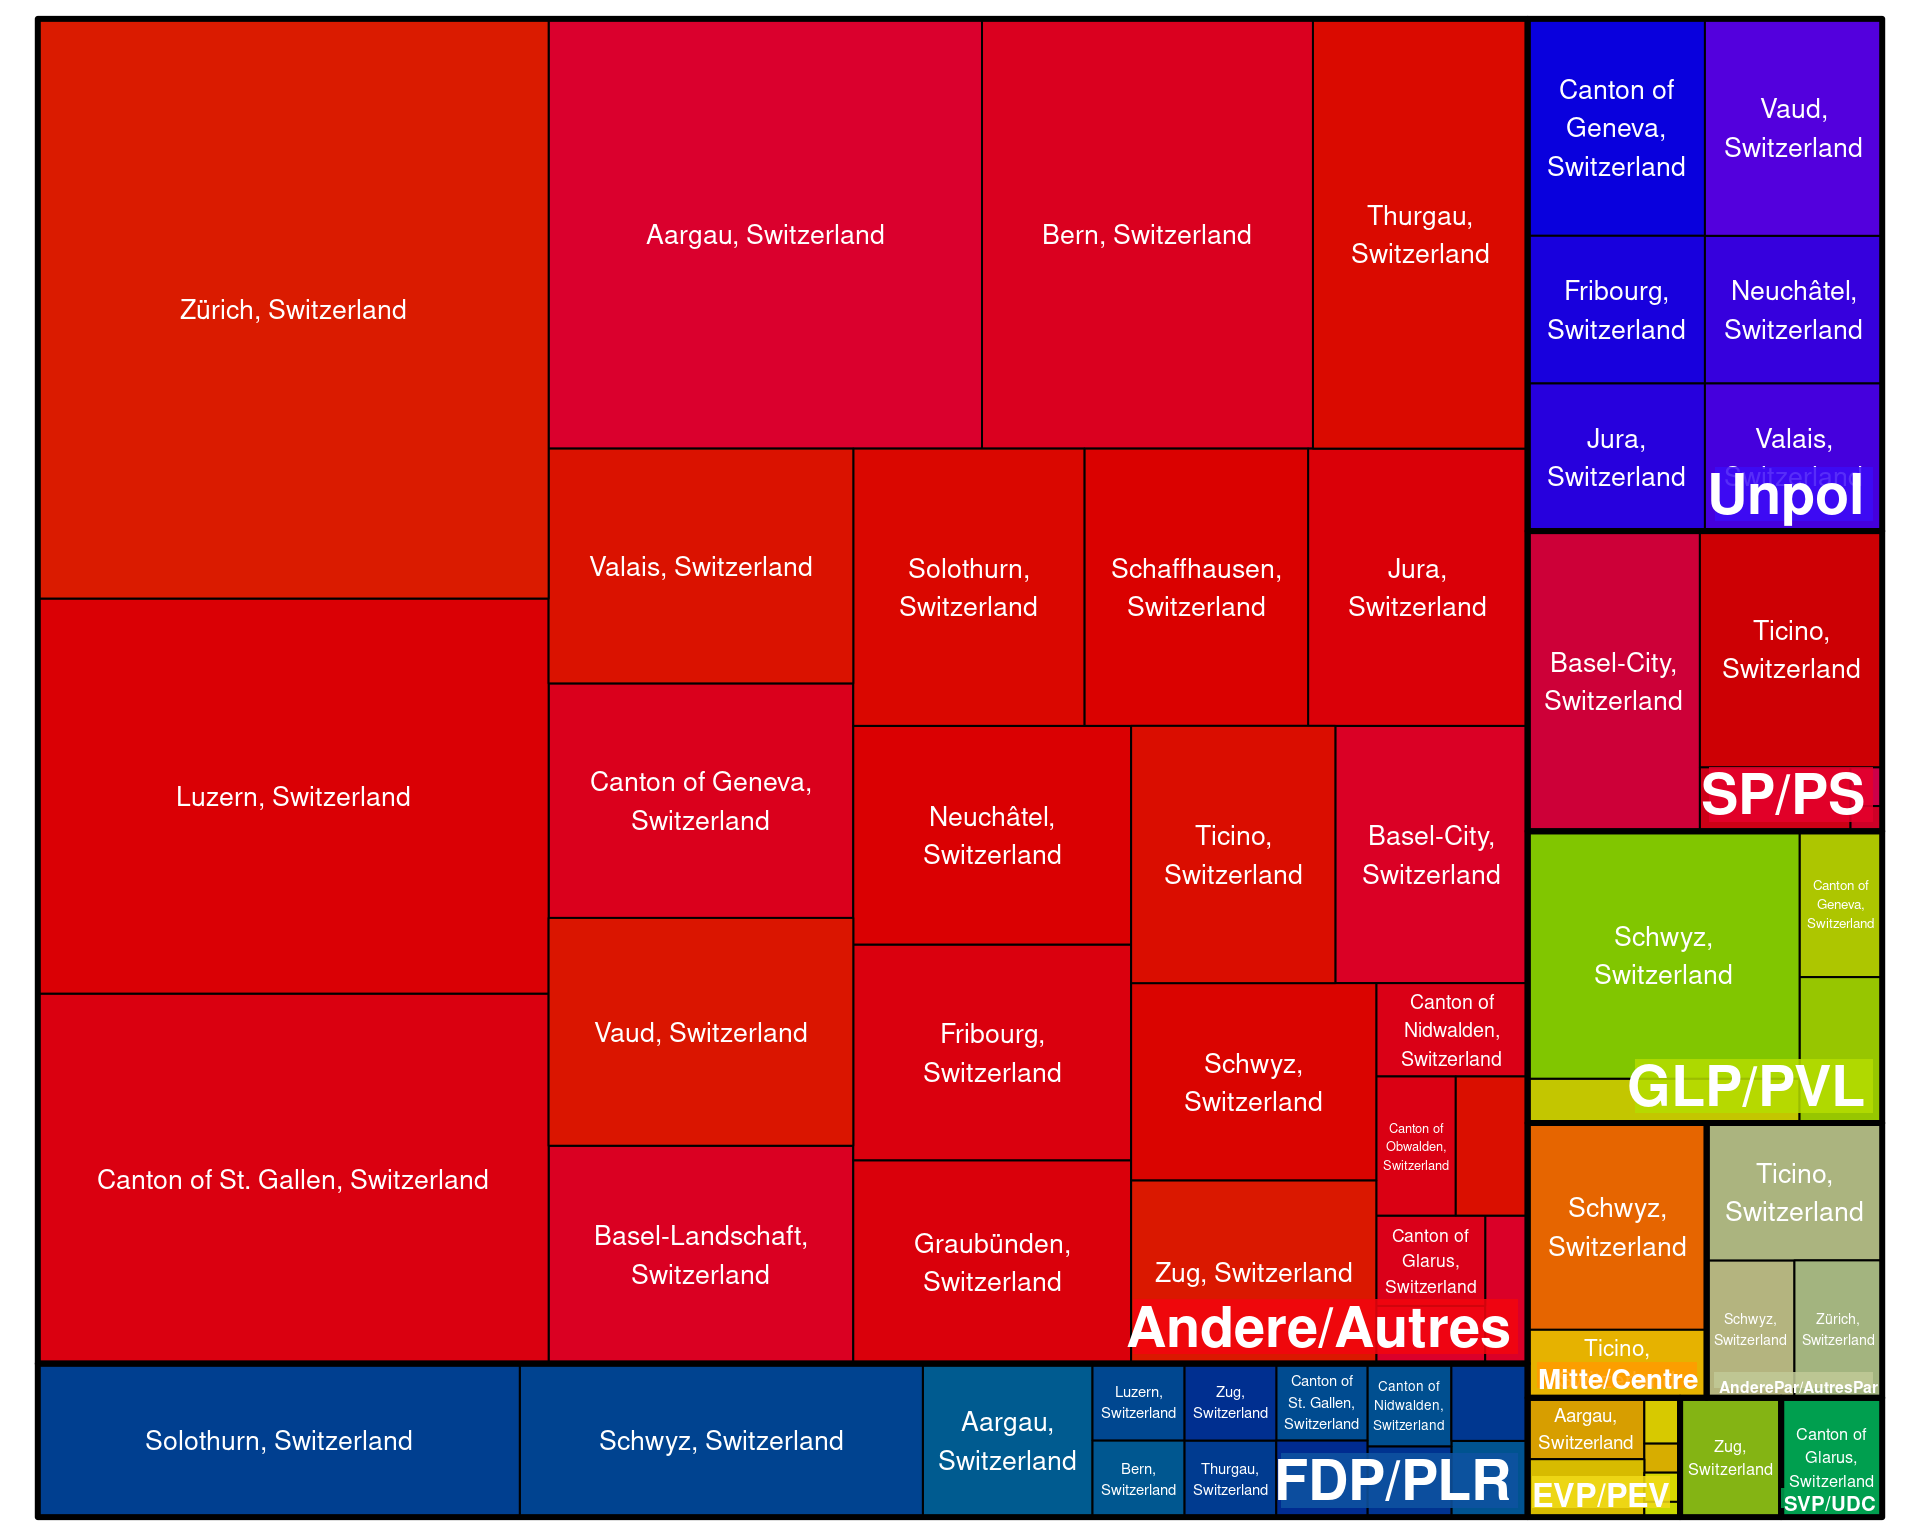 Zürich, Switzerland
Luzern, Switzerland
Canton of St. Gallen, Switzerland
Aargau, Switzerland
Bern, Switzerland
Thurgau,
Switzerland
Valais, Switzerland
Canton of Geneva,
Switzerland
Vaud, Switzerland
Basel-Landschaft,
Switzerland
Solothurn,
Switzerland
Schaffhausen,
Switzerland
Jura,
Switzerland
Neuchâtel,
Switzerland
Fribourg,
Switzerland
Graubünden,
Switzerland
Ticino,
Switzerland
Basel-City,
Switzerland
Schwyz,
Switzerland
Zug, Switzerland
Canton of
Nidwalden,
Switzerland
Canton of
Obwalden,
Switzerland
Canton of
Glarus,
Switzerland
Andere/Autres
Solothurn, Switzerland
Schwyz, Switzerland
Aargau,
Switzerland
Luzern,
Switzerland
Bern,
Switzerland
Zug,
Switzerland
Thurgau,
Switzerland
Canton of
St. Gallen,
Switzerland
Canton of
Nidwalden,
Switzerland
FDP/PLR
Canton of
Geneva,
Switzerland
Vaud,
Switzerland
Fribourg,
Switzerland
Neuchâtel,
Switzerland
Jura,
Switzerland
Valais,
Switzerland
Unpol
Basel-City,
Switzerland
Ticino,
Switzerland
SP/PS
Schwyz,
Switzerland
Canton of
Geneva,
Switzerland
GLP/PVL
Schwyz,
Switzerland
Ticino,
Mitte/Centre
Ticino,
Switzerland
Schwyz,
Switzerland
Zürich,
Switzerland
AnderePar/AutresPar
Aargau,
Switzerland
EVP/PEV
Zug,
Switzerland
Canton of
Glarus,
Switzerland
SVP/UDC